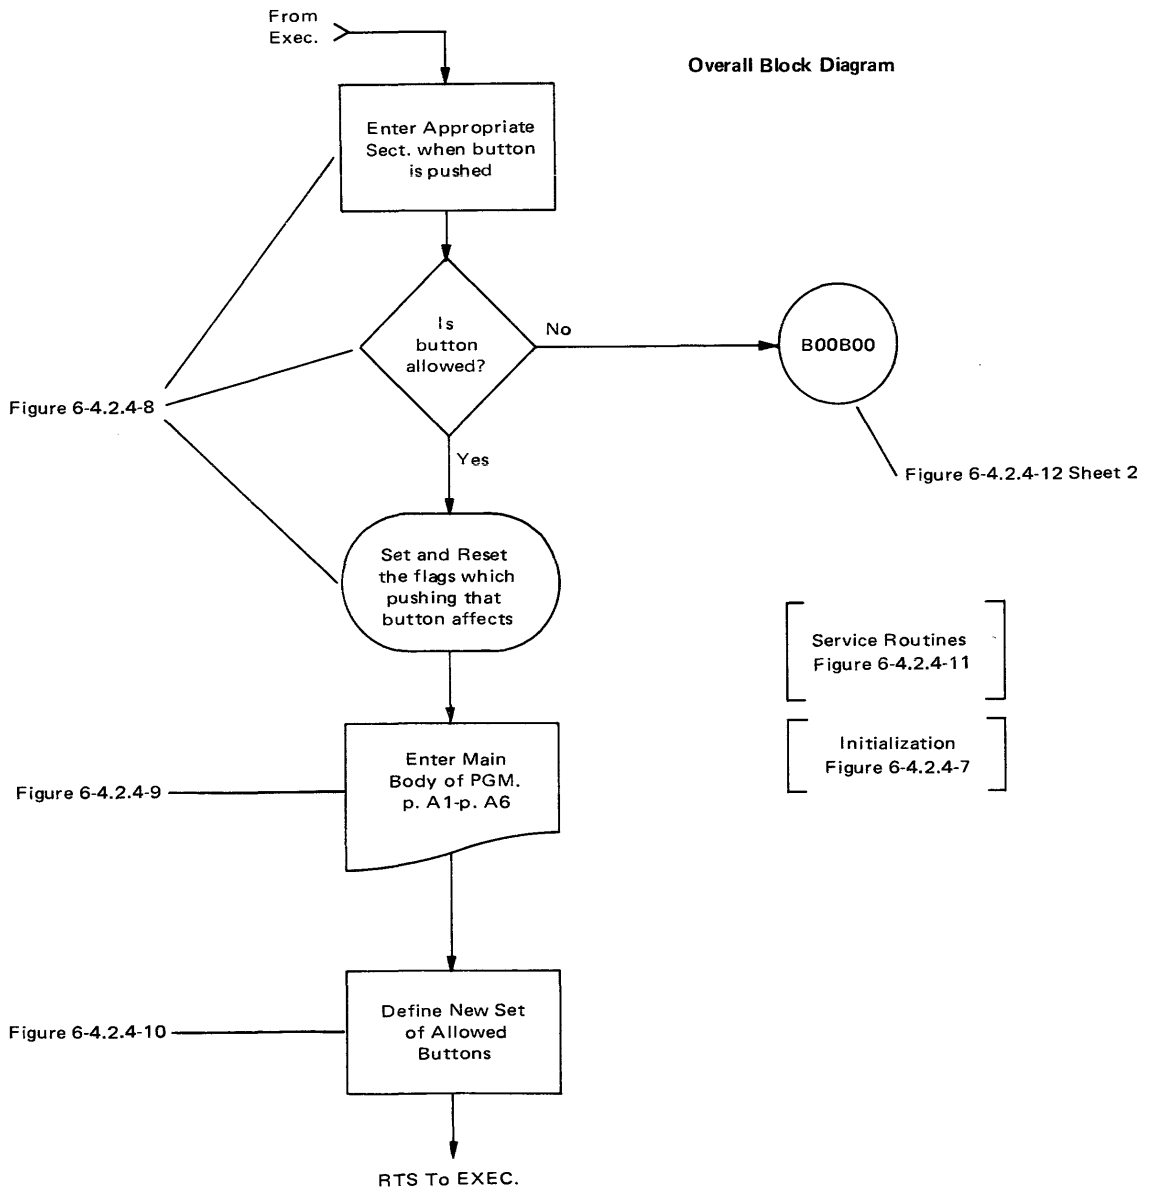 From
Exec.
Overall Block Diagram
Enter Appropriate
Sect. when button
is pushed
Is
button
allowed?
No
B00B00
Figure 6-4.2.4-8
Yes
Figure 6-4.2.4-12 Sheet 2
Set and Reset
the flags which
pushing that
button affects
Service Routines
Figure 6-4.2.4-11
Initialization
Figure 6-4.2.4-7
Enter Main
Body of PGM.
p. A1-p. A6
Figure 6-4.2.4-9
Define New Set
of Allowed
Buttons
Figure 6-4.2.4-10
RTS To EXEC.